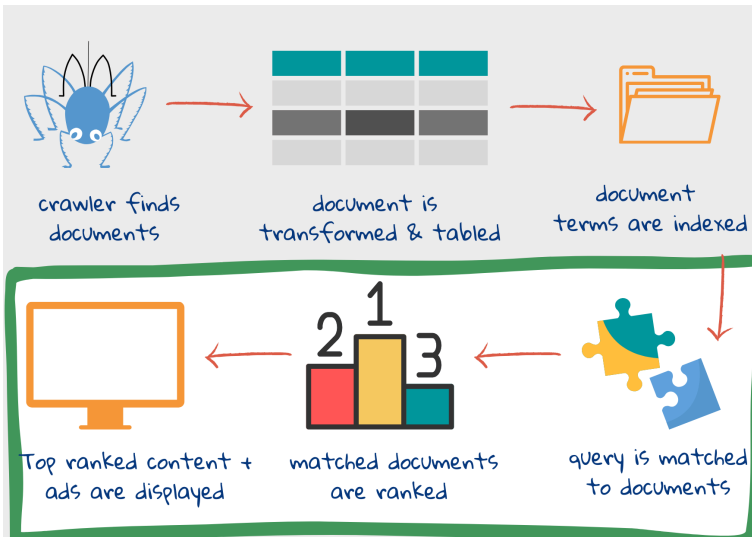 crawler finds
documents
document is
transformed & tabled
document
terms are indexed
2
1
3
Top ranked content +
ads are displayed
matched documents
are ranked
query is matched
to documents